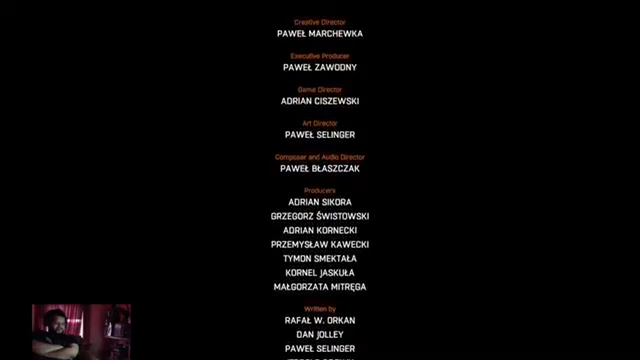 Creative Director
PAWEŁ MARCHEWKA
Executive Producer
PAWEŁ ZAWODNY
Game Director
ADRIAN CISZEWSKI
Art Director
PAWEŁ SELINGER
Composer and Audio Director
PAWEŁ BŁASZCZAK
Producers
ADRIAN SIKORA
GRZEGORZ ŚWISTOWSKI
ADRIAN KORNECKI
PRZEMYSŁAW KAWECKI
TYMON SMEKTAŁA
KORNEL JASKUŁA
MAŁGORZATA MITRĘGA
Written by
RAFAŁ W. ORKAN
DAN JOLLEY
PAWEŁ SELINGER